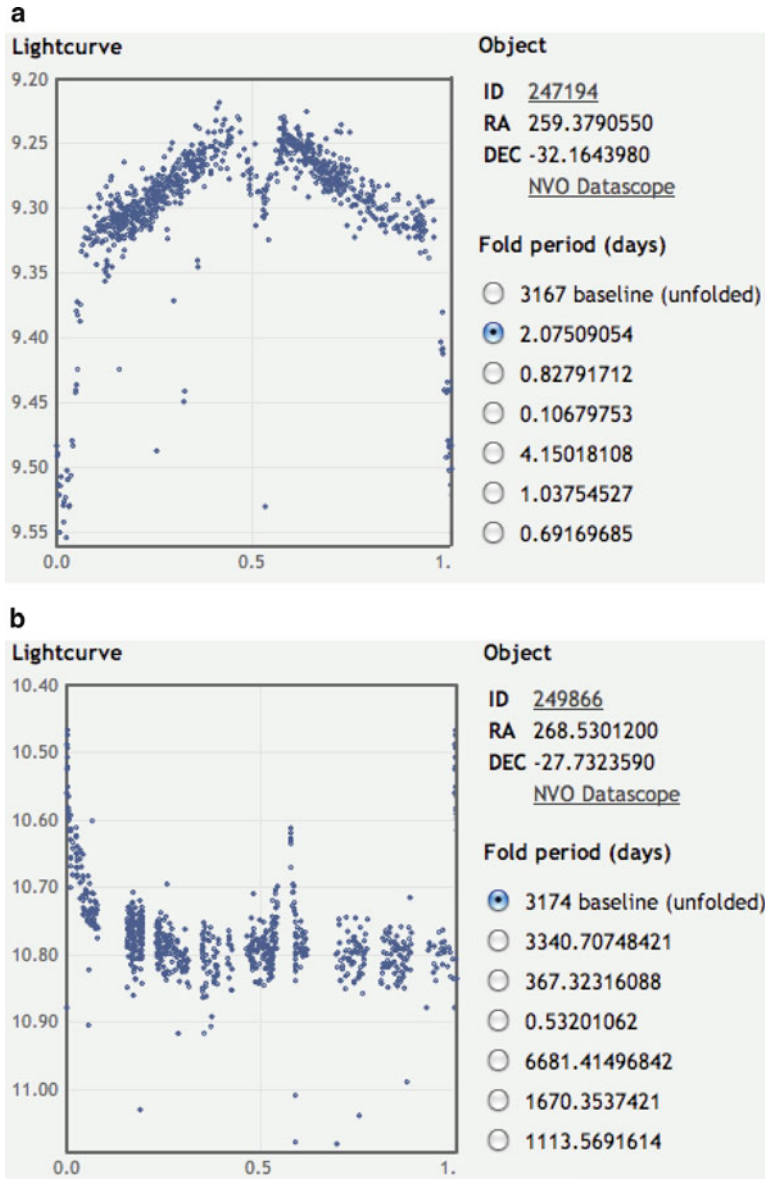 a
Lightcurve
Object
9.20
9.25
9.30
9.35
9.40
9.45
9.50
9.55
0.0
0.5
1.
ID 247194
RA 259.3790550
DEC -32.1643980
NVO Datascope
Fold period (days)
3167 baseline (unfolded)
2.07509054
0.82791712
0.10679753
4.15018108
1.03754527
0.69169685
b
Lightcurve
Object
10.40
10.50
10.60
10.70
10.80
10.90
11.00
0.0
0.5
1.
ID 249866
RA 268.5301200
DEC -27.7323590
NVO Datascope
Fold period (days)
3174 baseline (unfolded)
3340.70748421
367.32316088
0.53201062
6681.41496842
1670.3537421
1113.5691614